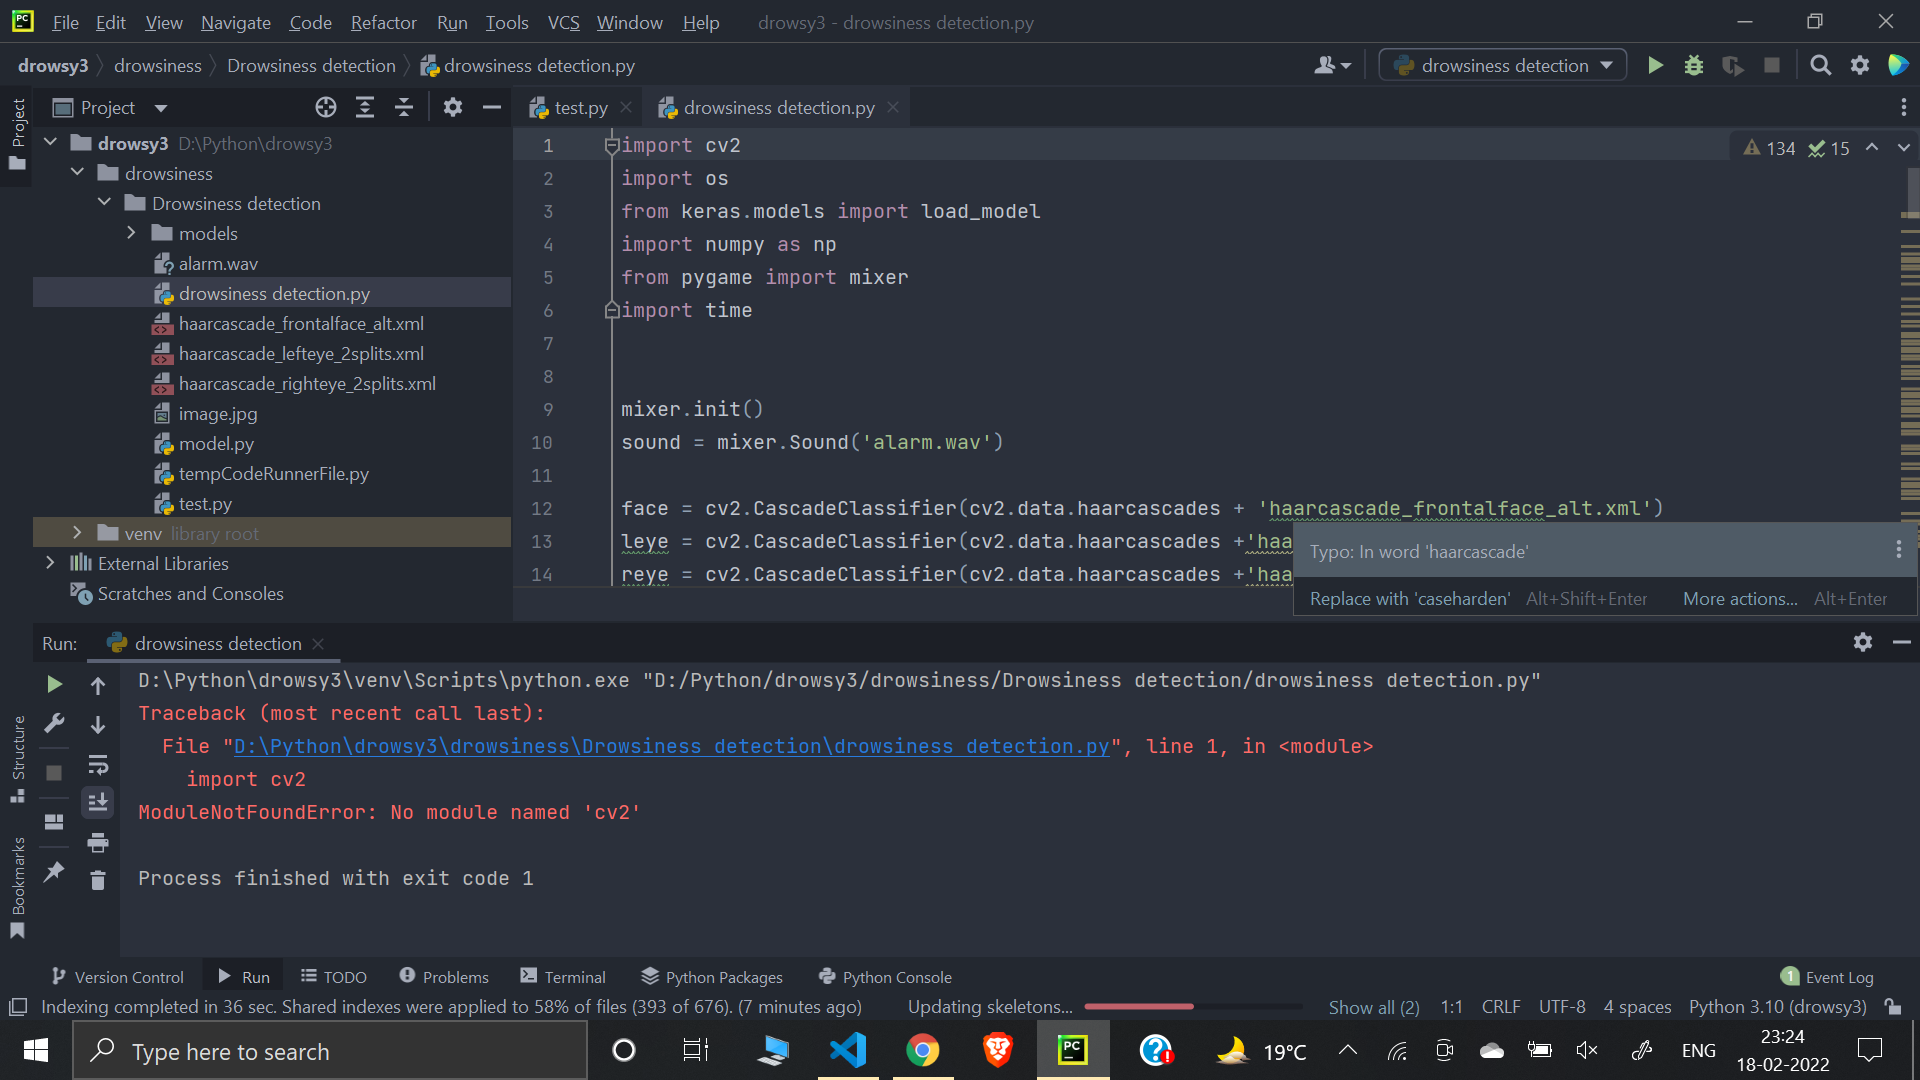 PC File Edit View Navigate Code Refactor Run Tools VCS Window Help drowsy3 - drowsiness detection.py
drowsy3 drowsiness Drowsiness detection drowsiness detection.py drowsiness detection
Project Project test.py drowsiness detection.py
drowsy3 D:\Python\drowsy3
drowsiness
Drowsiness detection
models
alarm.wav
drowsiness detection.py
haarcascade_frontalface_alt.xml
haarcascade_lefteye_2splits.xml
haarcascade_righteye_2splits.xml
image.jpg
model.py
tempCodeRunnerFile.py
test.py
venv library root
External Libraries
Scratches and Consoles
134 15
1 import cv2
2 import os
3 from keras.models import load_model
4 import numpy as np
5 from pygame import mixer
6 import time
7
8
9 mixer.init()
10 sound = mixer.Sound('alarm.wav')
11
12 face = cv2.CascadeClassifier(cv2.data.haarcascades + 'haarcascade_frontalface_alt.xml')
13 leye = cv2.CascadeClassifier(cv2.data.haarcascades +'haa
14 reye = cv2.CascadeClassifier(cv2.data.haarcascades +'haa
Typo: In word 'haarcascade'
Replace with 'caseharden' Alt+Shift+Enter More actions... Alt+Enter
Run: drowsiness detection
D:\Python\drowsy3\venv\Scripts\python.exe "D:/Python/drowsy3/drowsiness/Drowsiness detection/drowsiness detection.py"
Traceback (most recent call last):
File "D:\Python\drowsy3\drowsiness\Drowsiness detection\drowsiness detection.py", line 1, in <module>
import cv2
ModuleNotFoundError: No module named 'cv2'
Process finished with exit code 1
Structure
Bookmarks
Version Control Run TODO Problems Terminal Python Packages Python Console 1 Event Log
Indexing completed in 36 sec. Shared indexes were applied to 58% of files (393 of 676). (7 minutes ago) Updating skeletons... Show all (2) 1:1 CRLF UTF-8 4 spaces Python 3.10 (drowsy3)
Type here to search PC 19°C ENG 23:24
18-02-2022